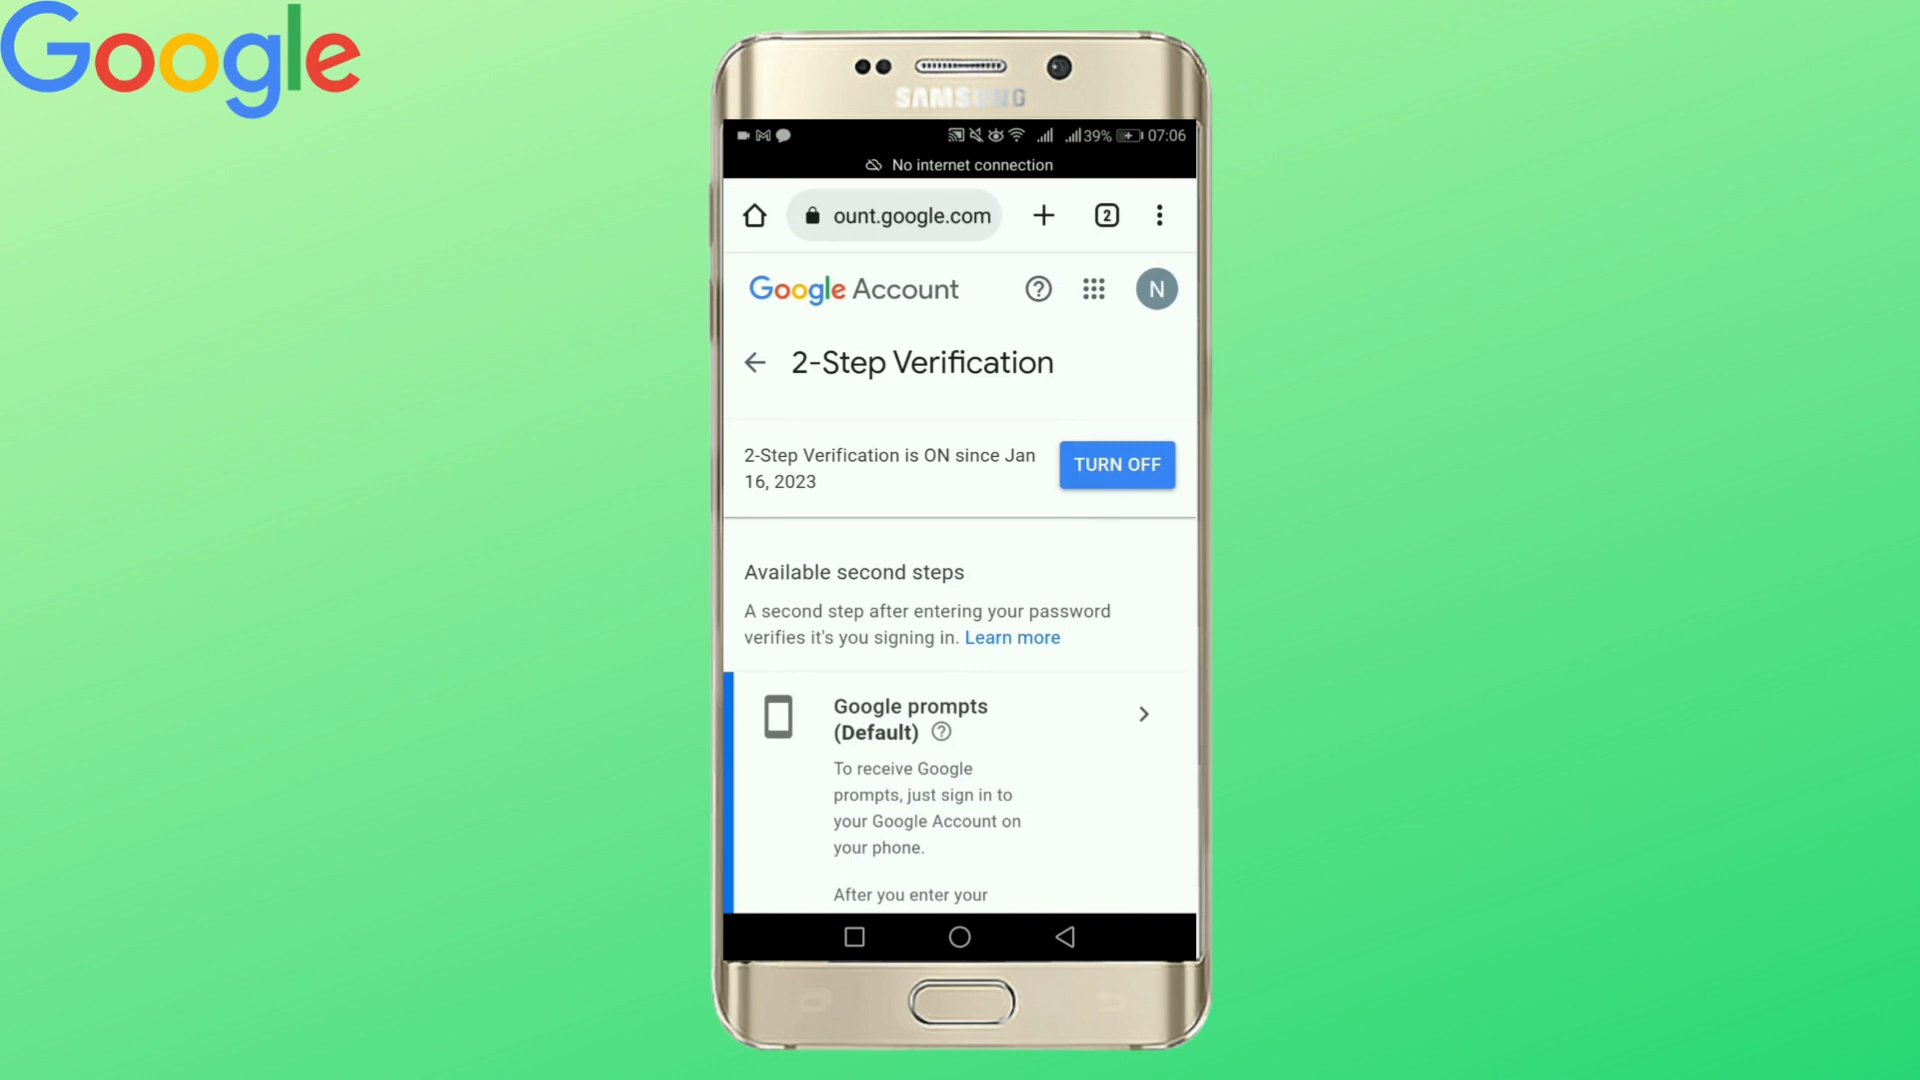 Google
SAMSUNG
39% 07:06
No internet connection
ount.google.com
2
Google Account
N
2-Step Verification
2-Step Verification is ON since Jan
16, 2023
TURN OFF
Available second steps
A second step after entering your password
verifies it's you signing in. Learn more
Google prompts
(Default)
To receive Google
prompts, just sign in to
your Google Account on
your phone.
After you enter your